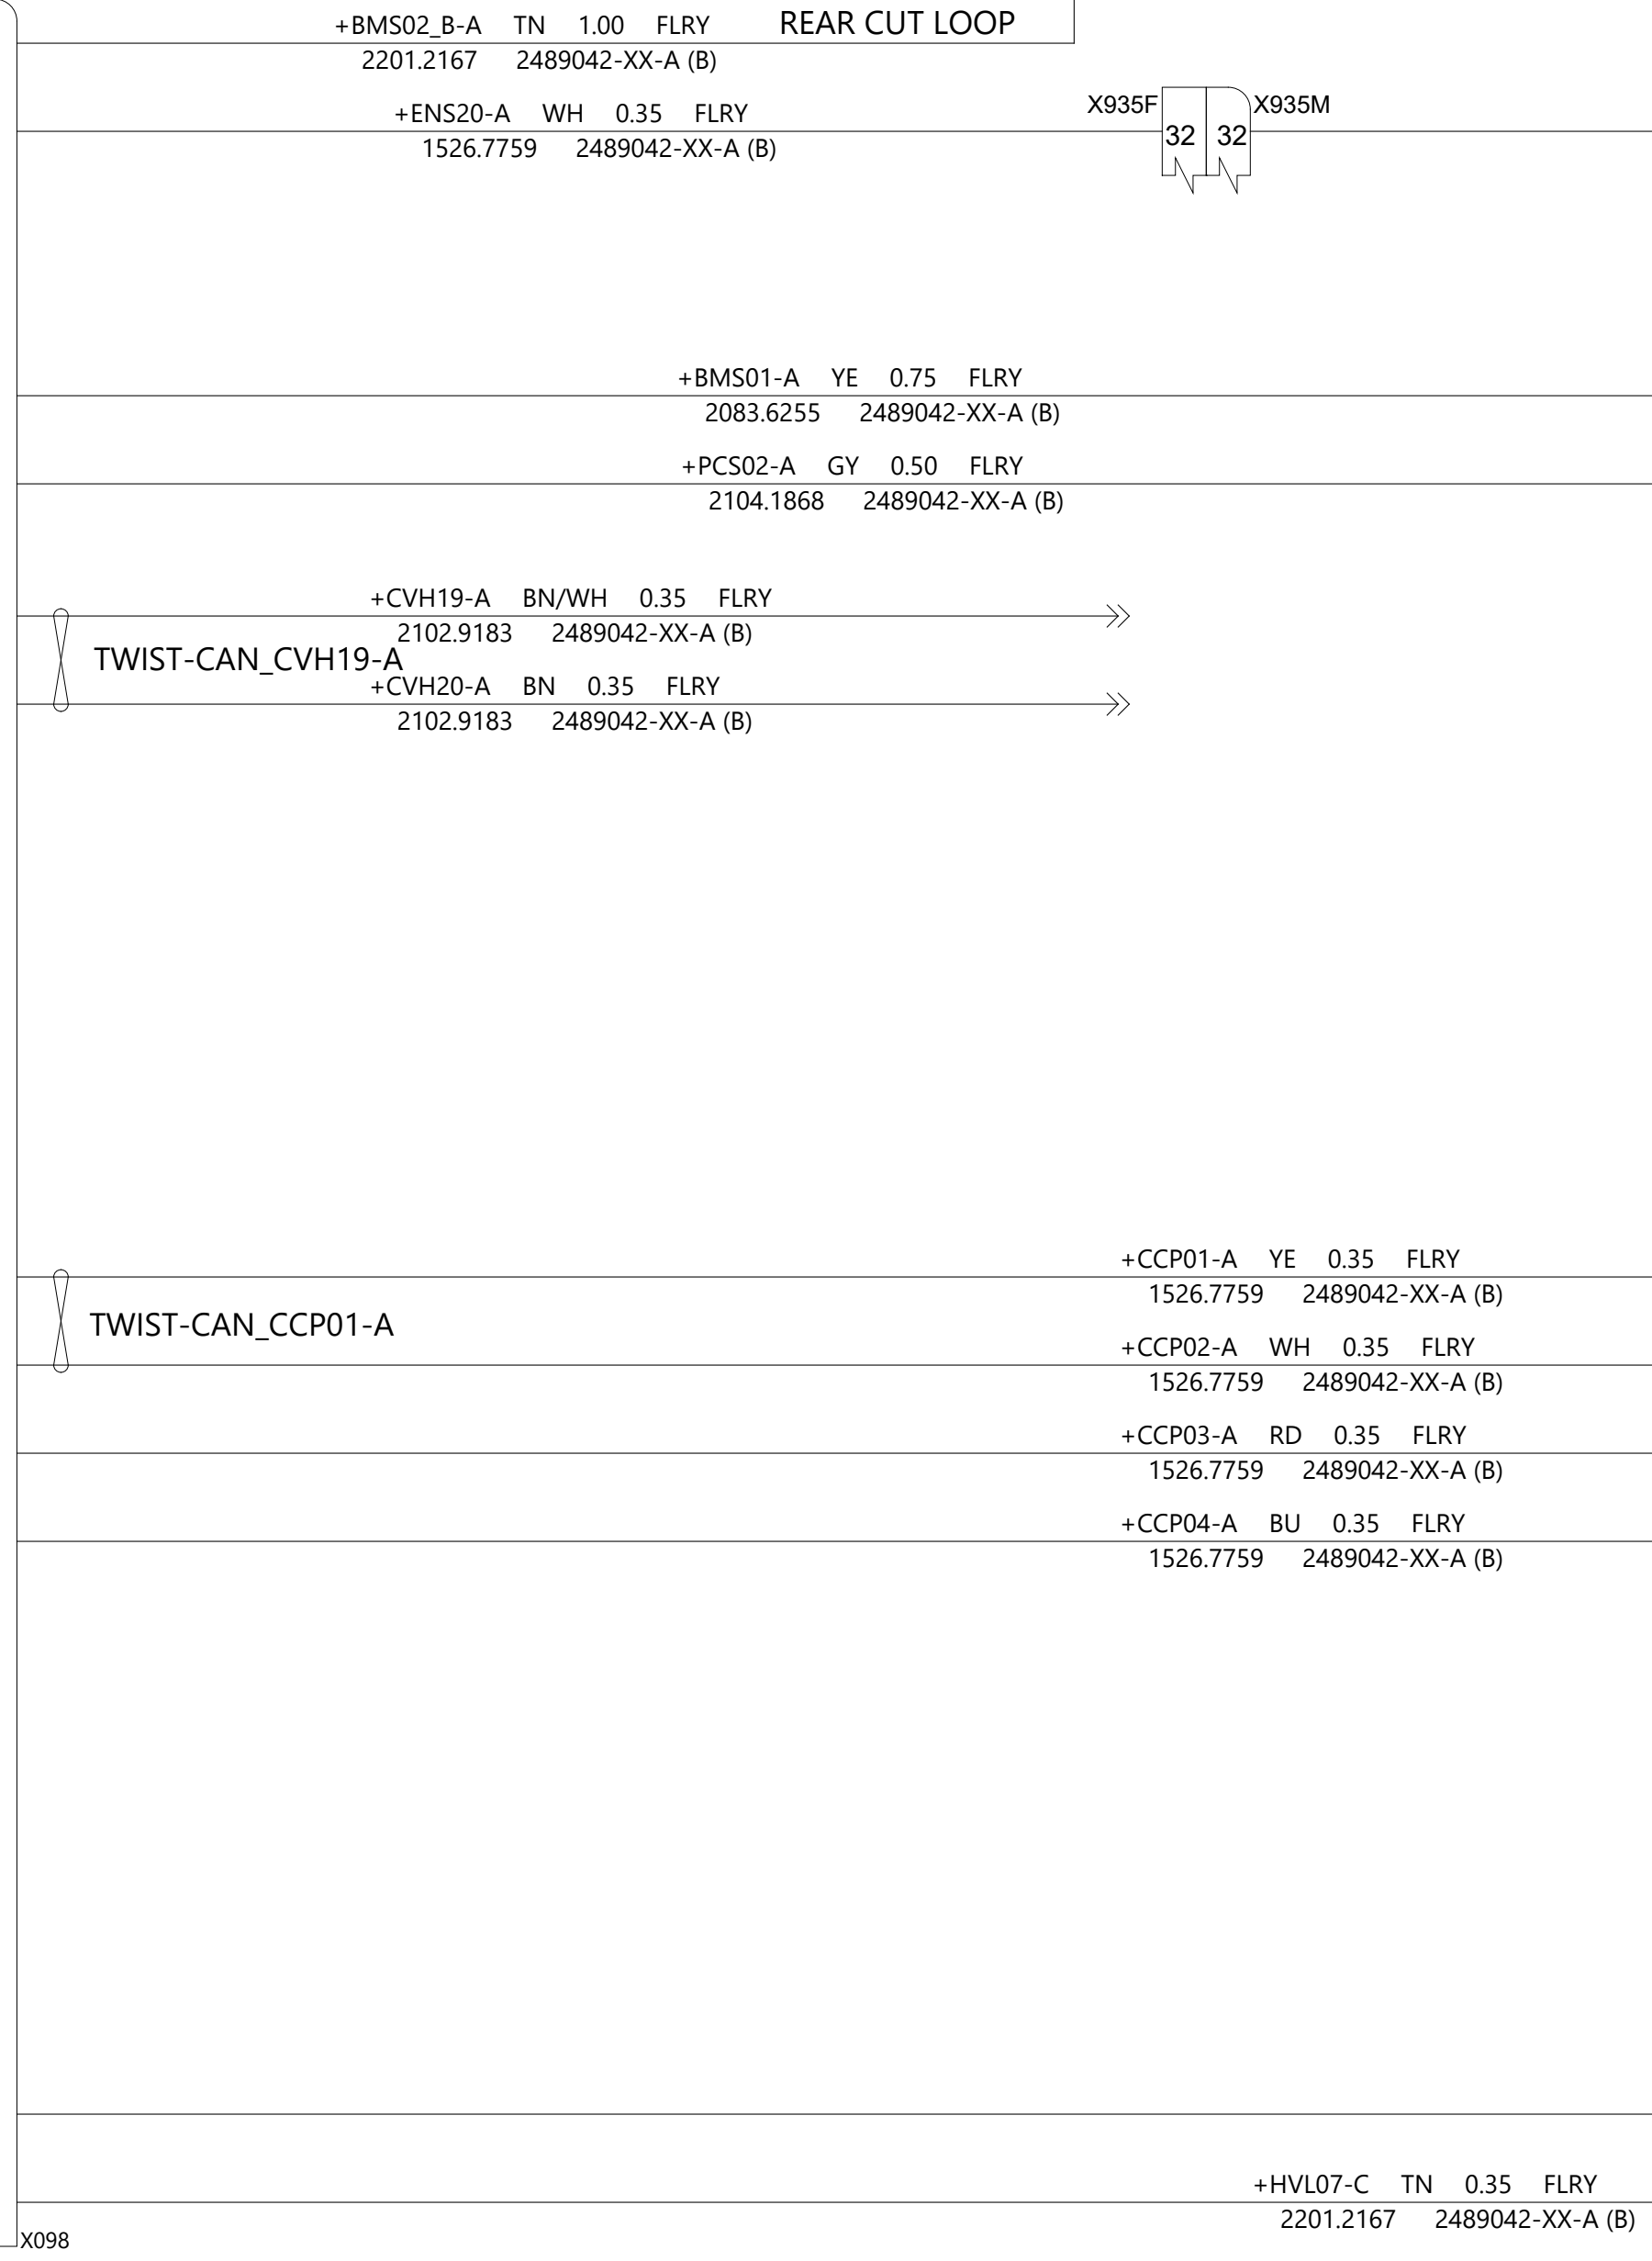 +BMS02_B-A TN 1.00 FLRY REAR CUT LOOP
2201.2167 2489042-XX-A (B)
+ENS20-A WH 0.35 FLRY X935F X935M
32 32
1526.7759 2489042-XX-A (B)
+BMS01-A YE 0.75 FLRY
2083.6255 2489042-XX-A (B)
+PCS02-A GY 0.50 FLRY
2104.1868 2489042-XX-A (B)
+CVH19-A BN/WH 0.35 FLRY
2102.9183 2489042-XX-A (B)
TWIST-CAN_CVH19-A
+CVH20-A BN 0.35 FLRY
2102.9183 2489042-XX-A (B)
+CCP01-A YE 0.35 FLRY
1526.7759 2489042-XX-A (B)
TWIST-CAN_CCP01-A
+CCP02-A WH 0.35 FLRY
1526.7759 2489042-XX-A (B)
+CCP03-A RD 0.35 FLRY
1526.7759 2489042-XX-A (B)
+CCP04-A BU 0.35 FLRY
1526.7759 2489042-XX-A (B)
+HVL07-C TN 0.35 FLRY
2201.2167 2489042-XX-A (B)
X098